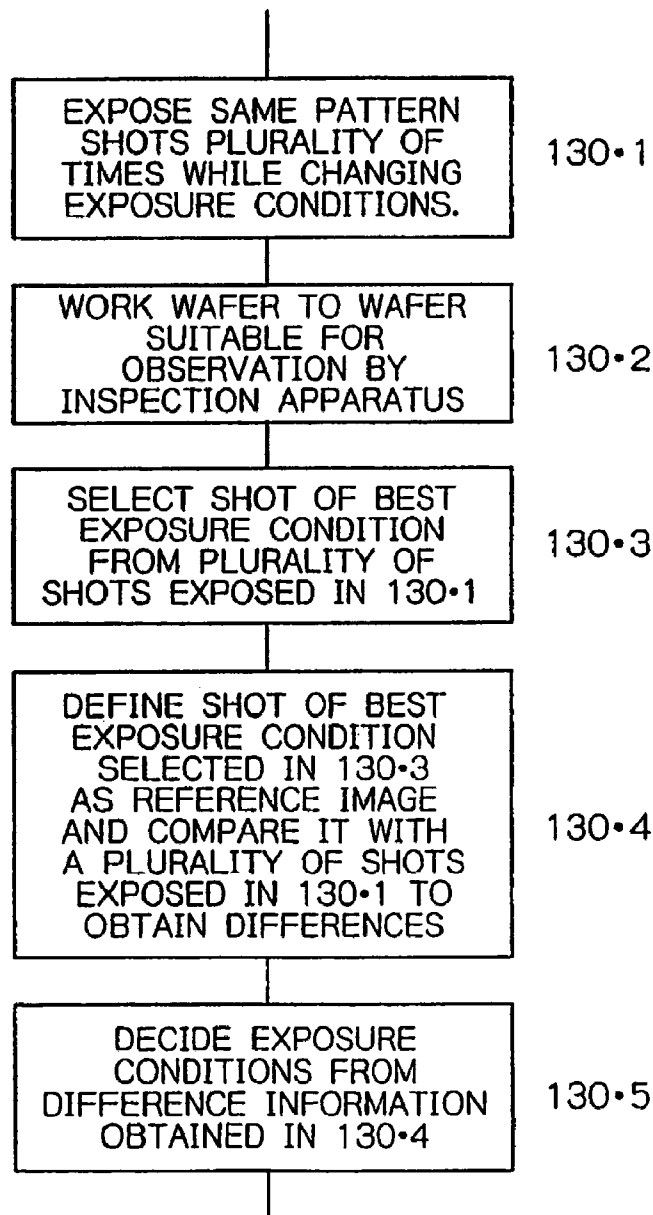 EXPOSE SAME PATTERN
SHOTS PLURALITY OF
TIMES WHILE CHANGING
EXPOSURE CONDITIONS.
130•1
WORK WAFER TO WAFER
SUITABLE FOR
OBSERVATION BY
INSPECTION APPARATUS
130•2
SELECT SHOT OF BEST
EXPOSURE CONDITION
FROM PLURALITY OF
SHOTS EXPOSED IN 130•1
130•3
DEFINE SHOT OF BEST
EXPOSURE CONDITION
SELECTED IN 130•3
AS REFERENCE IMAGE
AND COMPARE IT WITH
A PLURALITY OF SHOTS
EXPOSED IN 130•1 TO
OBTAIN DIFFERENCES
130•4
DECIDE EXPOSURE
CONDITIONS FROM
DIFFERENCE INFORMATION
OBTAINED IN 130•4
130•5